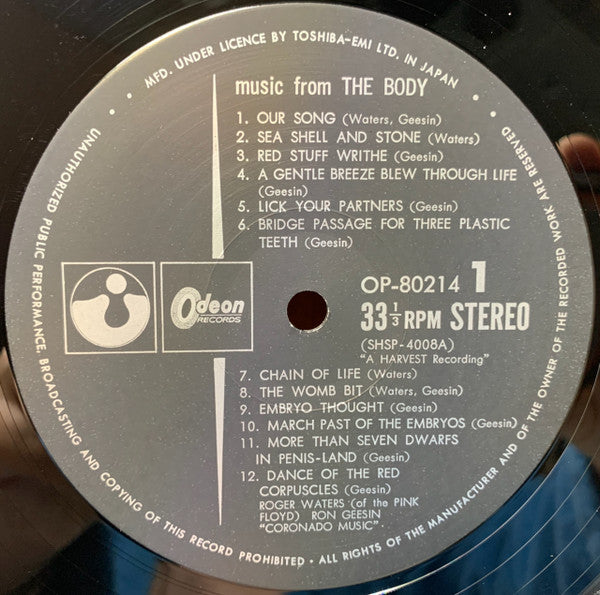 MFD. UNDER LICENCE BY TOSHIBA-EMI LTD. IN JAPAN •
music from THE BODY
1. OUR SONG (Waters, Geesin)
2. SEA SHELL AND STONE (Waters)
3. RED STUFF WRITHE (Geesin)
4. A GENTLE BREEZE BLEW THROUGH LIFE
(Geesin)
5. LICK YOUR PARTNERS (Geesin)
6. BRIDGE PASSAGE FOR THREE PLASTIC
TEETH (Geesin)
Odeon
RECORDS
OP-80214 1
33 1/3 RPM STEREO
(SHSP-4008A)
"A HARVEST Recording"
7. CHAIN OF LIFE (Waters)
8. THE WOMB BIT (Waters, Geesin)
9. EMBRYO THOUGHT (Geesin)
10. MARCH PAST OF THE EMBRYOS (Geesin)
11. MORE THAN SEVEN DWARFS
IN PENIS-LAND (Geesin)
12. DANCE OF THE RED
CORPUSCLES (Geesin)
ROGER WATERS (of the PINK
FLOYD) RON GEESIN
"CORONADO MUSIC".
UNAUTHORIZED PUBLIC PERFORMANCE, BROADCASTING AND COPYING OF THIS RECORD PROHIBITED • ALL RIGHTS OF THE MANUFACTURER AND OF THE OWNER OF THE RECORDED WORK ARE RESERVED